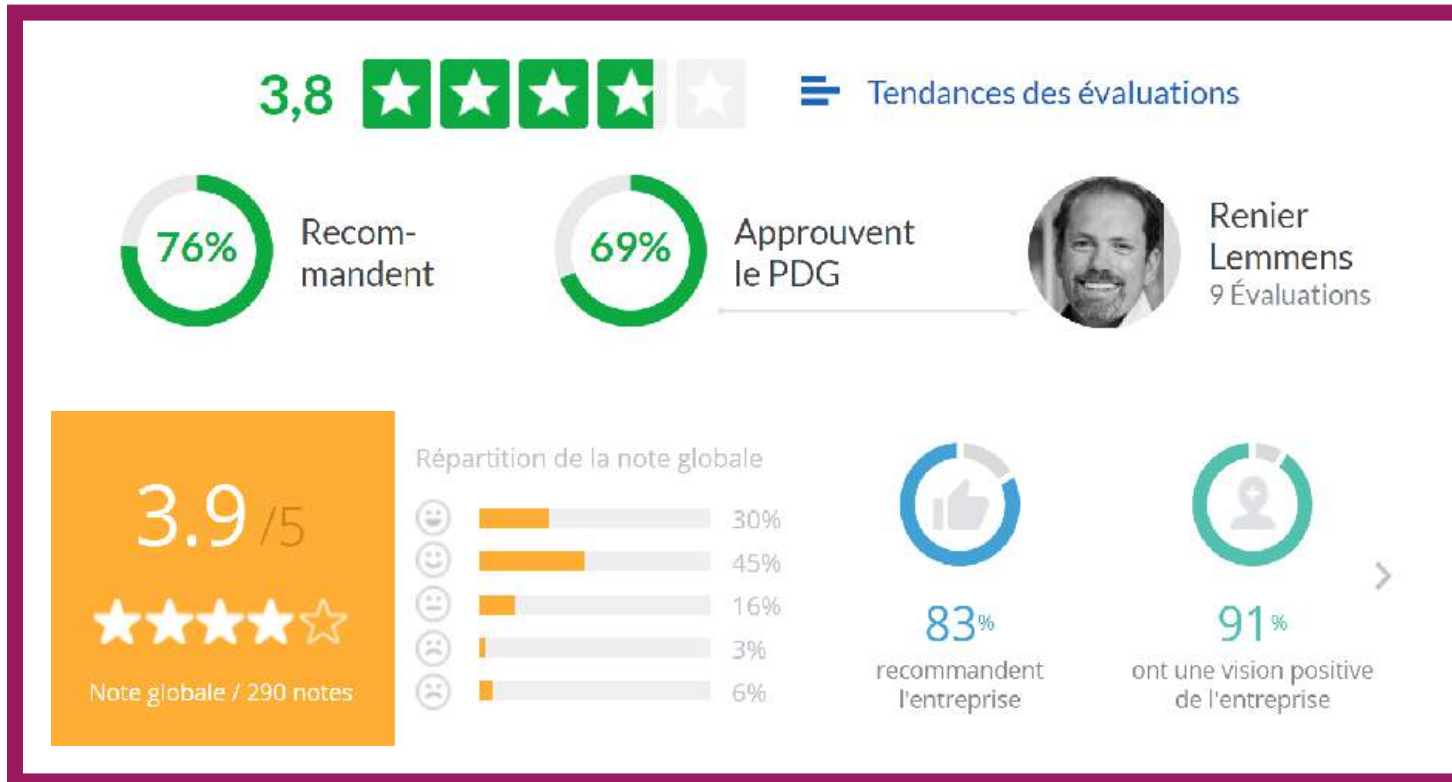 3,8
Tendances des évaluations
76%
Recom-
mandent
69%
Approuvent
le PDG
Renier
Lemmens
9 Évaluations
3.9 /5
Note globale / 290 notes
Répartition de la note globale
30%
45%
16%
3%
6%
83%
recommandent
l'entreprise
91%
ont une vision positive
de l'entreprise